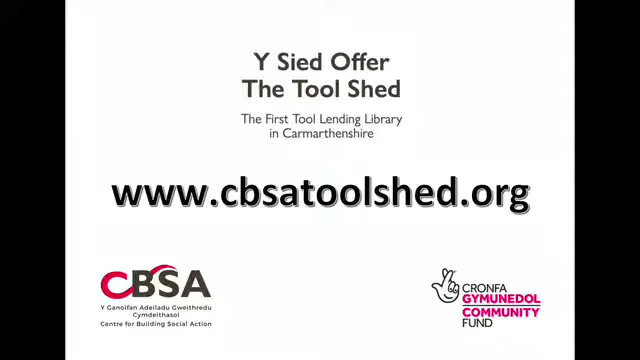 Y Sied Offer
The Tool Shed
The First Tool Lending Library
in Carmarthenshire
www.cbsatoolshed.org
CBSA
Y Ganolfan Adeiladu Gweithredu
Cymdeithasol
Centre for Building Social Action
CRONFA
GYMUNEDOL
COMMUNITY
FUND